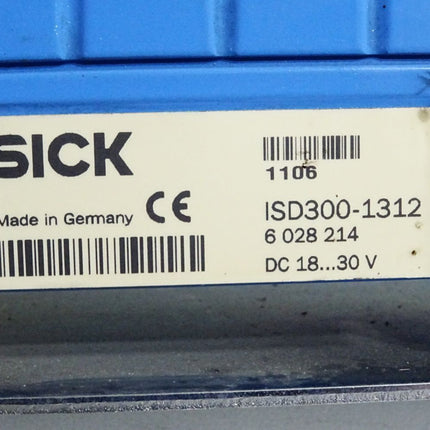 SICK
1106
Made in Germany CE
ISD300-1312
6 028 214
DC 18...30 V